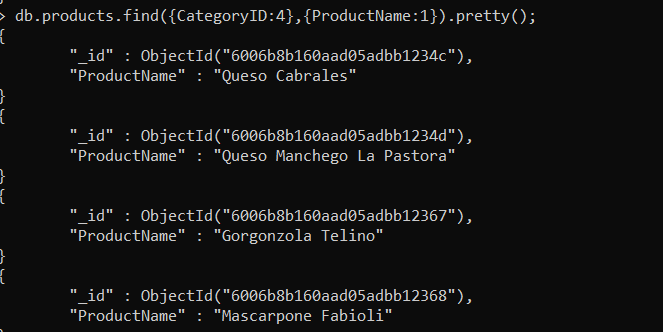 > db.products.find({CategoryID:4},{ProductName:1}).pretty();
{
        "_id" : ObjectId("6006b8b160aad05adbb1234c"),
        "ProductName" : "Queso Cabrales"
}
{
        "_id" : ObjectId("6006b8b160aad05adbb1234d"),
        "ProductName" : "Queso Manchego La Pastora"
}
{
        "_id" : ObjectId("6006b8b160aad05adbb12367"),
        "ProductName" : "Gorgonzola Telino"
}
{
        "_id" : ObjectId("6006b8b160aad05adbb12368"),
        "ProductName" : "Mascarpone Fabioli"